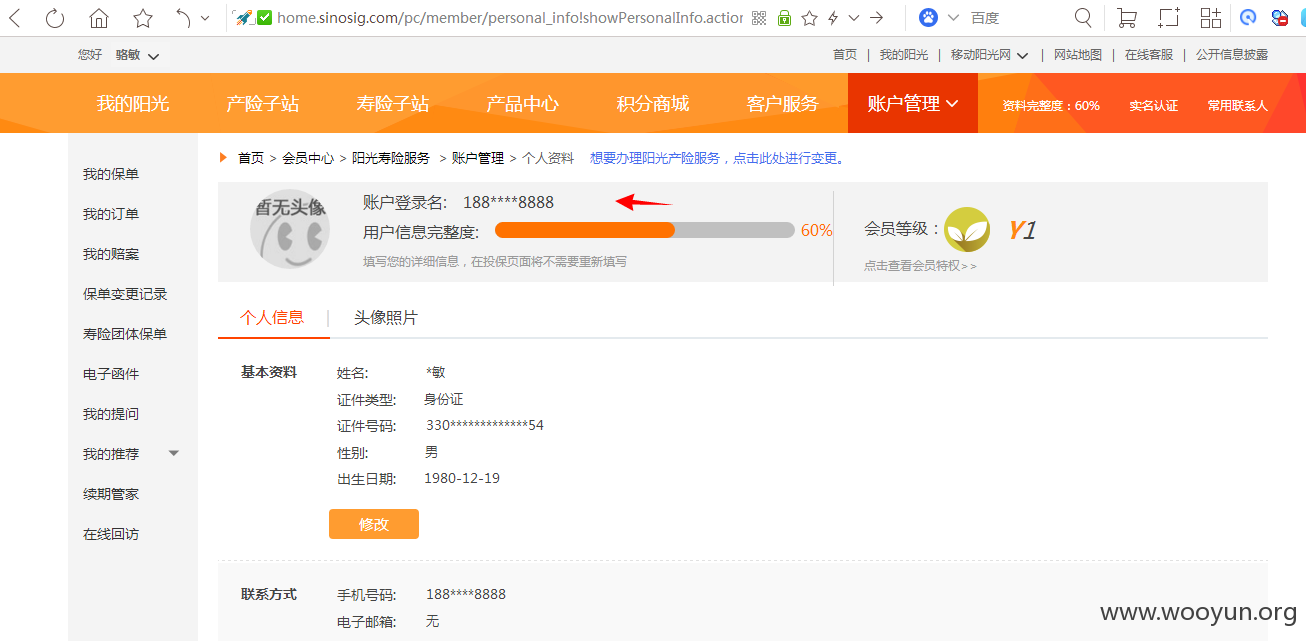 home.sinosig.com/pc/member/personal_info!showPersonalInfo.action 百度
您好 骆敏 首页 | 我的阳光 | 移动阳光网 | 网站地图 | 在线客服 | 公开信息披露
我的阳光 产险子站 寿险子站 产品中心 积分商城 客户服务 账户管理 资料完整度：60% 实名认证 常用联系人
首页 > 会员中心 > 阳光寿险服务 > 账户管理 > 个人资料 想要办理阳光产险服务，点击此处进行变更。
我的保单
我的订单
我的赔案
保单变更记录
寿险团体保单
电子函件
我的提问
我的推荐
续期管家
在线回访
暂无头像
账户登录名: 188****8888
用户信息完整度: 60%
填写您的详细信息，在投保页面将不需要重新填写
会员等级： Y1
点击查看会员特权>>
个人信息 | 头像照片
基本资料
姓名: *敏
证件类型: 身份证
证件号码: 330*************54
性别: 男
出生日期: 1980-12-19
修改
联系方式
手机号码: 188****8888
电子邮箱: 无
www.wooyun.org